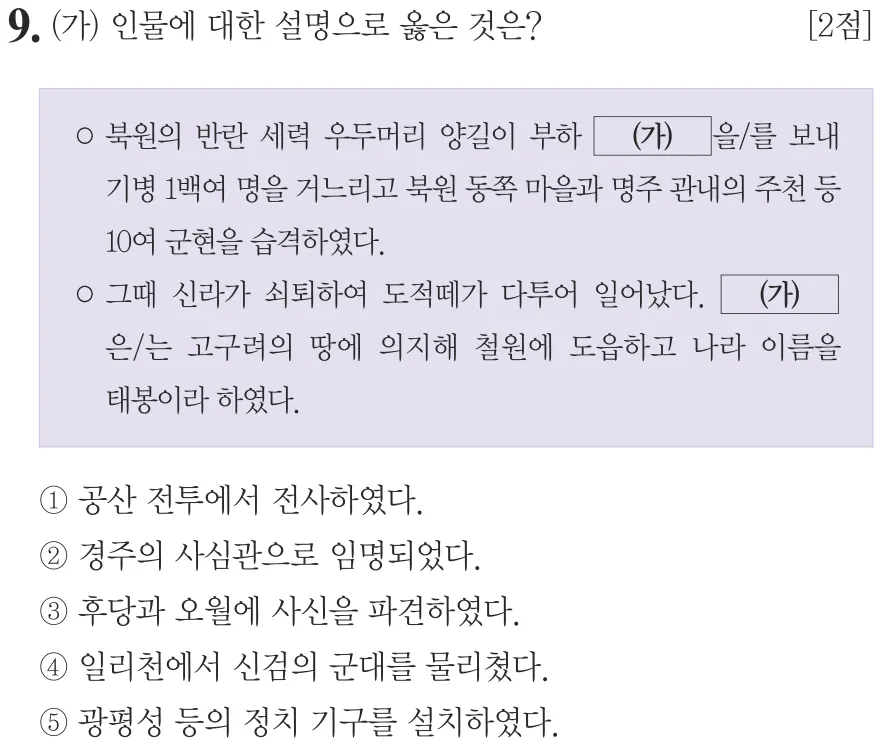 9. (가) 인물에 대한 설명으로 옳은 것은? [2점]
○ 북원의 반란 세력 우두머리 양길이 부하 (가) 을/를 보내
기병 1백여 명을 거느리고 북원 동쪽 마을과 명주 관내의 주천 등
10여 군현을 습격하였다.
○ 그때 신라가 쇠퇴하여 도적떼가 다투어 일어났다. (가)
은/는 고구려의 땅에 의지해 철원에 도읍하고 나라 이름을
태봉이라 하였다.
① 공산 전투에서 전사하였다.
② 경주의 사심관으로 임명되었다.
③ 후당과 오월에 사신을 파견하였다.
④ 일리천에서 신검의 군대를 물리쳤다.
⑤ 광평성 등의 정치 기구를 설치하였다.